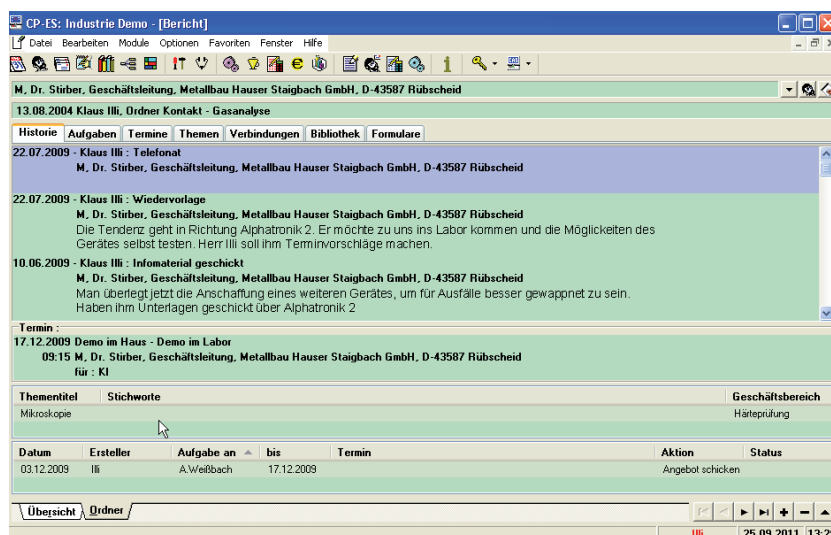 CP-ES: Industrie Demo - [Bericht]
Datei Bearbeiten Module Optionen Favoriten Fenster Hilfe
M, Dr. Stirber, Geschäftsleitung, Metallbau Hauser Staigbach GmbH, D-43587 Rübscheid
13.08.2004 Klaus Illi, Ordner Kontakt - Gasanalyse
Historie Aufgaben Termine Themen Verbindungen Bibliothek Formulare
22.07.2009 - Klaus Illi : Telefonat
M, Dr. Stirber, Geschäftsleitung, Metallbau Hauser Staigbach GmbH, D-43587 Rübscheid
22.07.2009 - Klaus Illi : Wiedervorlage
M, Dr. Stirber, Geschäftsleitung, Metallbau Hauser Staigbach GmbH, D-43587 Rübscheid
Die Tendenz geht in Richtung Alphatronik 2. Er möchte zu uns ins Labor kommen und die Möglickeiten des
Gerätes selbst testen. Herr Illi soll ihm Terminvorschläge machen.
10.06.2009 - Klaus Illi : Infomaterial geschickt
M, Dr. Stirber, Geschäftsleitung, Metallbau Hauser Staigbach GmbH, D-43587 Rübscheid
Man überlegt jetzt die Anschaffung eines weiteren Gerätes, um für Ausfälle besser gewappnet zu sein.
Haben ihm Unterlagen geschickt über Alphatronik 2
Termin :
17.12.2009 Demo im Haus - Demo im Labor
09:15 M, Dr. Stirber, Geschäftsleitung, Metallbau Hauser Staigbach GmbH, D-43587 Rübscheid
für : KI
Thementitel Stichworte Geschäftsbereich
Mikroskopie Härteprüfung
Datum Ersteller Aufgabe an bis Termin Aktion Status
03.12.2009 Illi A.Weißbach 17.12.2009 Angebot schicken
Übersicht Ordner
Illi 25.09.2011